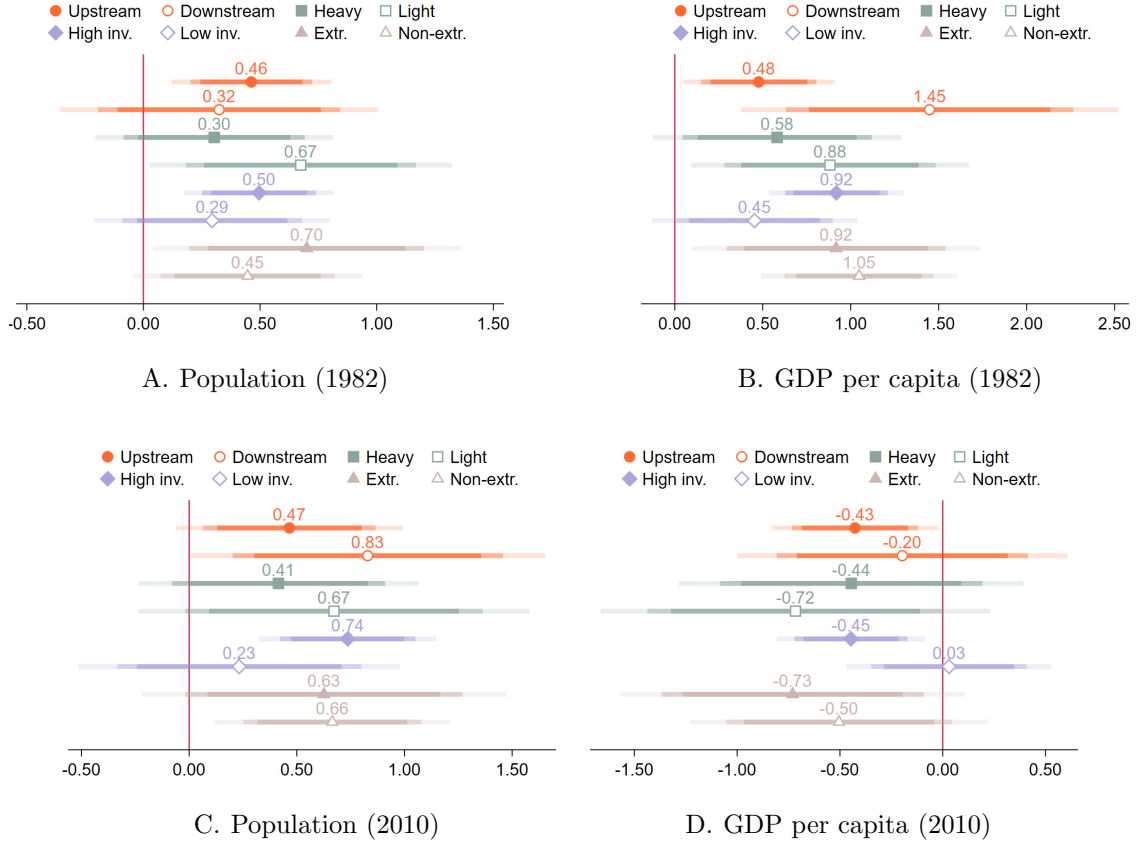 Upstream Downstream Heavy Light
High inv. Low inv. Extr. Non-extr.
0.46
0.32
0.30
0.67
0.50
0.29
0.70
0.45
-0.50 0.00 0.50 1.00 1.50
A. Population (1982)
Upstream Downstream Heavy Light
High inv. Low inv. Extr. Non-extr.
0.48
1.45
0.58
0.88
0.92
0.45
0.92
1.05
0.00 0.50 1.00 1.50 2.00 2.50
B. GDP per capita (1982)
Upstream Downstream Heavy Light
High inv. Low inv. Extr. Non-extr.
0.47
0.83
0.41
0.67
0.74
0.23
0.63
0.66
-0.50 0.00 0.50 1.00 1.50
C. Population (2010)
Upstream Downstream Heavy Light
High inv. Low inv. Extr. Non-extr.
-0.43
-0.20
-0.44
-0.72
-0.45
0.03
-0.73
-0.50
-1.50 -1.00 -0.50 0.00 0.50
D. GDP per capita (2010)